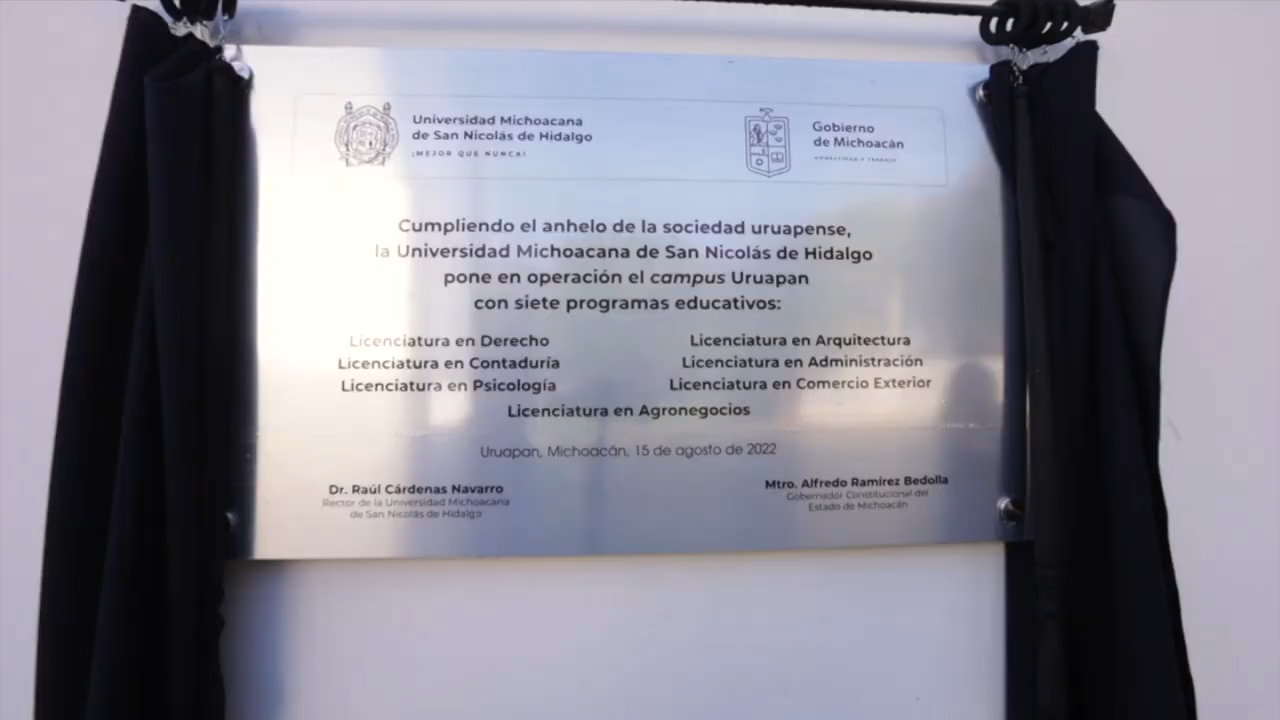 Universidad Michoacana
de San Nicolás de Hidalgo
¡MEJOR QUE NUNCA!
Gobierno
de Michoacán
HONESTIDAD Y TRABAJO
Cumpliendo el anhelo de la sociedad uruapense,
la Universidad Michoacana de San Nicolás de Hidalgo
pone en operación el campus Uruapan
con siete programas educativos:
Licenciatura en Derecho
Licenciatura en Contaduría
Licenciatura en Psicología
Licenciatura en Arquitectura
Licenciatura en Administración
Licenciatura en Comercio Exterior
Licenciatura en Agronegocios
Uruapan, Michoacán, 15 de agosto de 2022
Dr. Raúl Cárdenas Navarro
Rector de la Universidad Michoacana
de San Nicolás de Hidalgo
Mtro. Alfredo Ramírez Bedolla
Gobernador Constitucional del
Estado de Michoacán